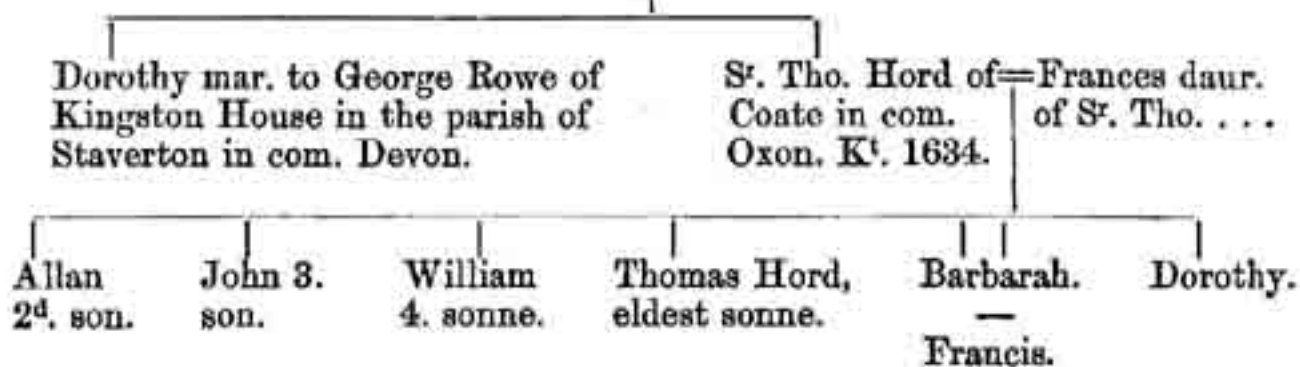 Dorothy mar. to George Rowe of
Kingston House in the parish of
Staverton in com. Devon.
Sʳ. Tho. Hord of=Frances daur.
Coate in com. of Sʳ. Tho. . . .
Oxon. Kᵗ. 1634.
Allan
2ᵈ. son.
John 3.
son.
William
4. sonne.
Thomas Hord,
eldest sonne.
Barbarah.
—
Francis.
Dorothy.